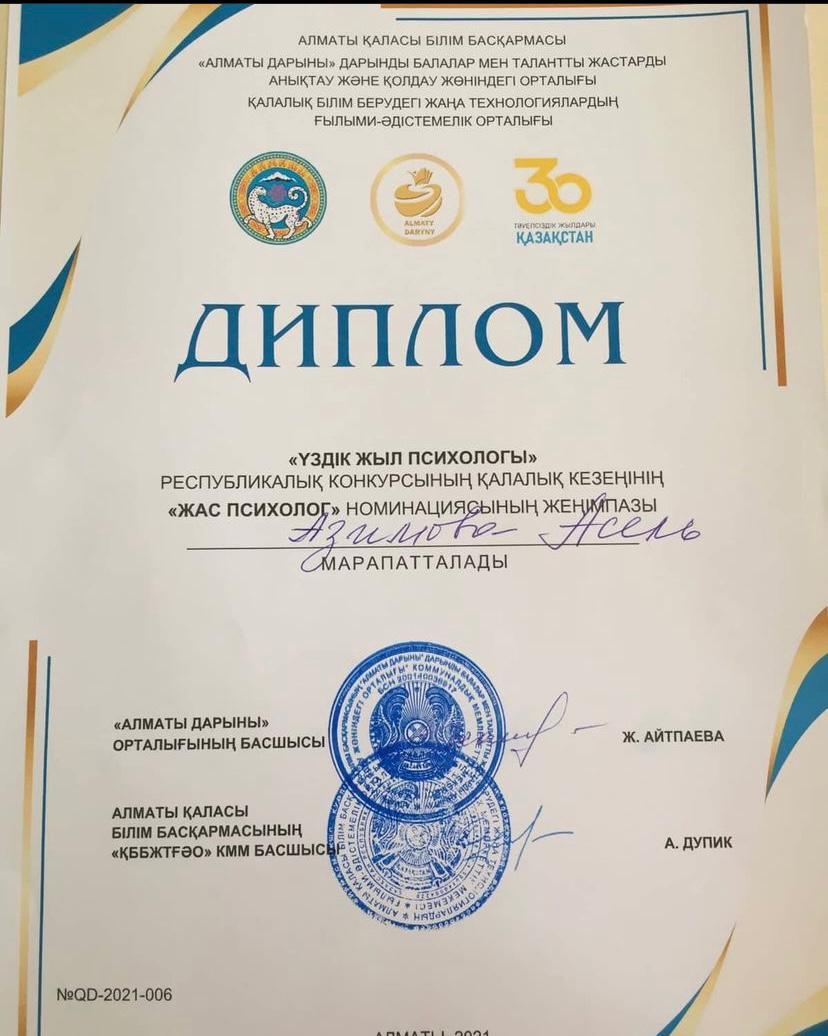 АЛМАТЫ ҚАЛАСЫ БІЛІМ БАСҚАРМАСЫ
«АЛМАТЫ ДАРЫНЫ» ДАРЫНДЫ БАЛАЛАР МЕН ТАЛАНТТЫ ЖАСТАРДЫ
АНЫҚТАУ ЖӘНЕ ҚОЛДАУ ЖӨНІНДЕГІ ОРТАЛЫҒЫ
ҚАЛАЛЫҚ БІЛІМ БЕРУДЕГІ ЖАҢА ТЕХНОЛОГИЯЛАРДЫҢ
ҒЫЛЫМИ-ӘДІСТЕМЕЛІК ОРТАЛЫҒЫ
ALMATY
DARYNY
30
ТӘУЕЛСІЗДІК ЖЫЛДАРЫ
ҚАЗАҚСТАН
ДИПЛОМ
«ҮЗДІК ЖЫЛ ПСИХОЛОГЫ»
РЕСПУБЛИКАЛЫҚ КОНКУРСЫНЫҢ ҚАЛАЛЫҚ КЕЗЕҢІНІҢ
«ЖАС ПСИХОЛОГ» НОМИНАЦИЯСЫНЫҢ ЖЕҢІМПАЗЫ
Азимова Асель
МАРАПАТТАЛАДЫ
«АЛМАТЫ ДАРЫНЫ»
ОРТАЛЫҒЫНЫҢ БАСШЫСЫ
Ж. АЙТПАЕВА
АЛМАТЫ ҚАЛАСЫ
БІЛІМ БАСҚАРМАСЫНЫҢ
«ҚББЖТҒӘО» КММ БАСШЫСЫ
А. ДУПИК
№QD-2021-006
АЛМАТЫ, 2021